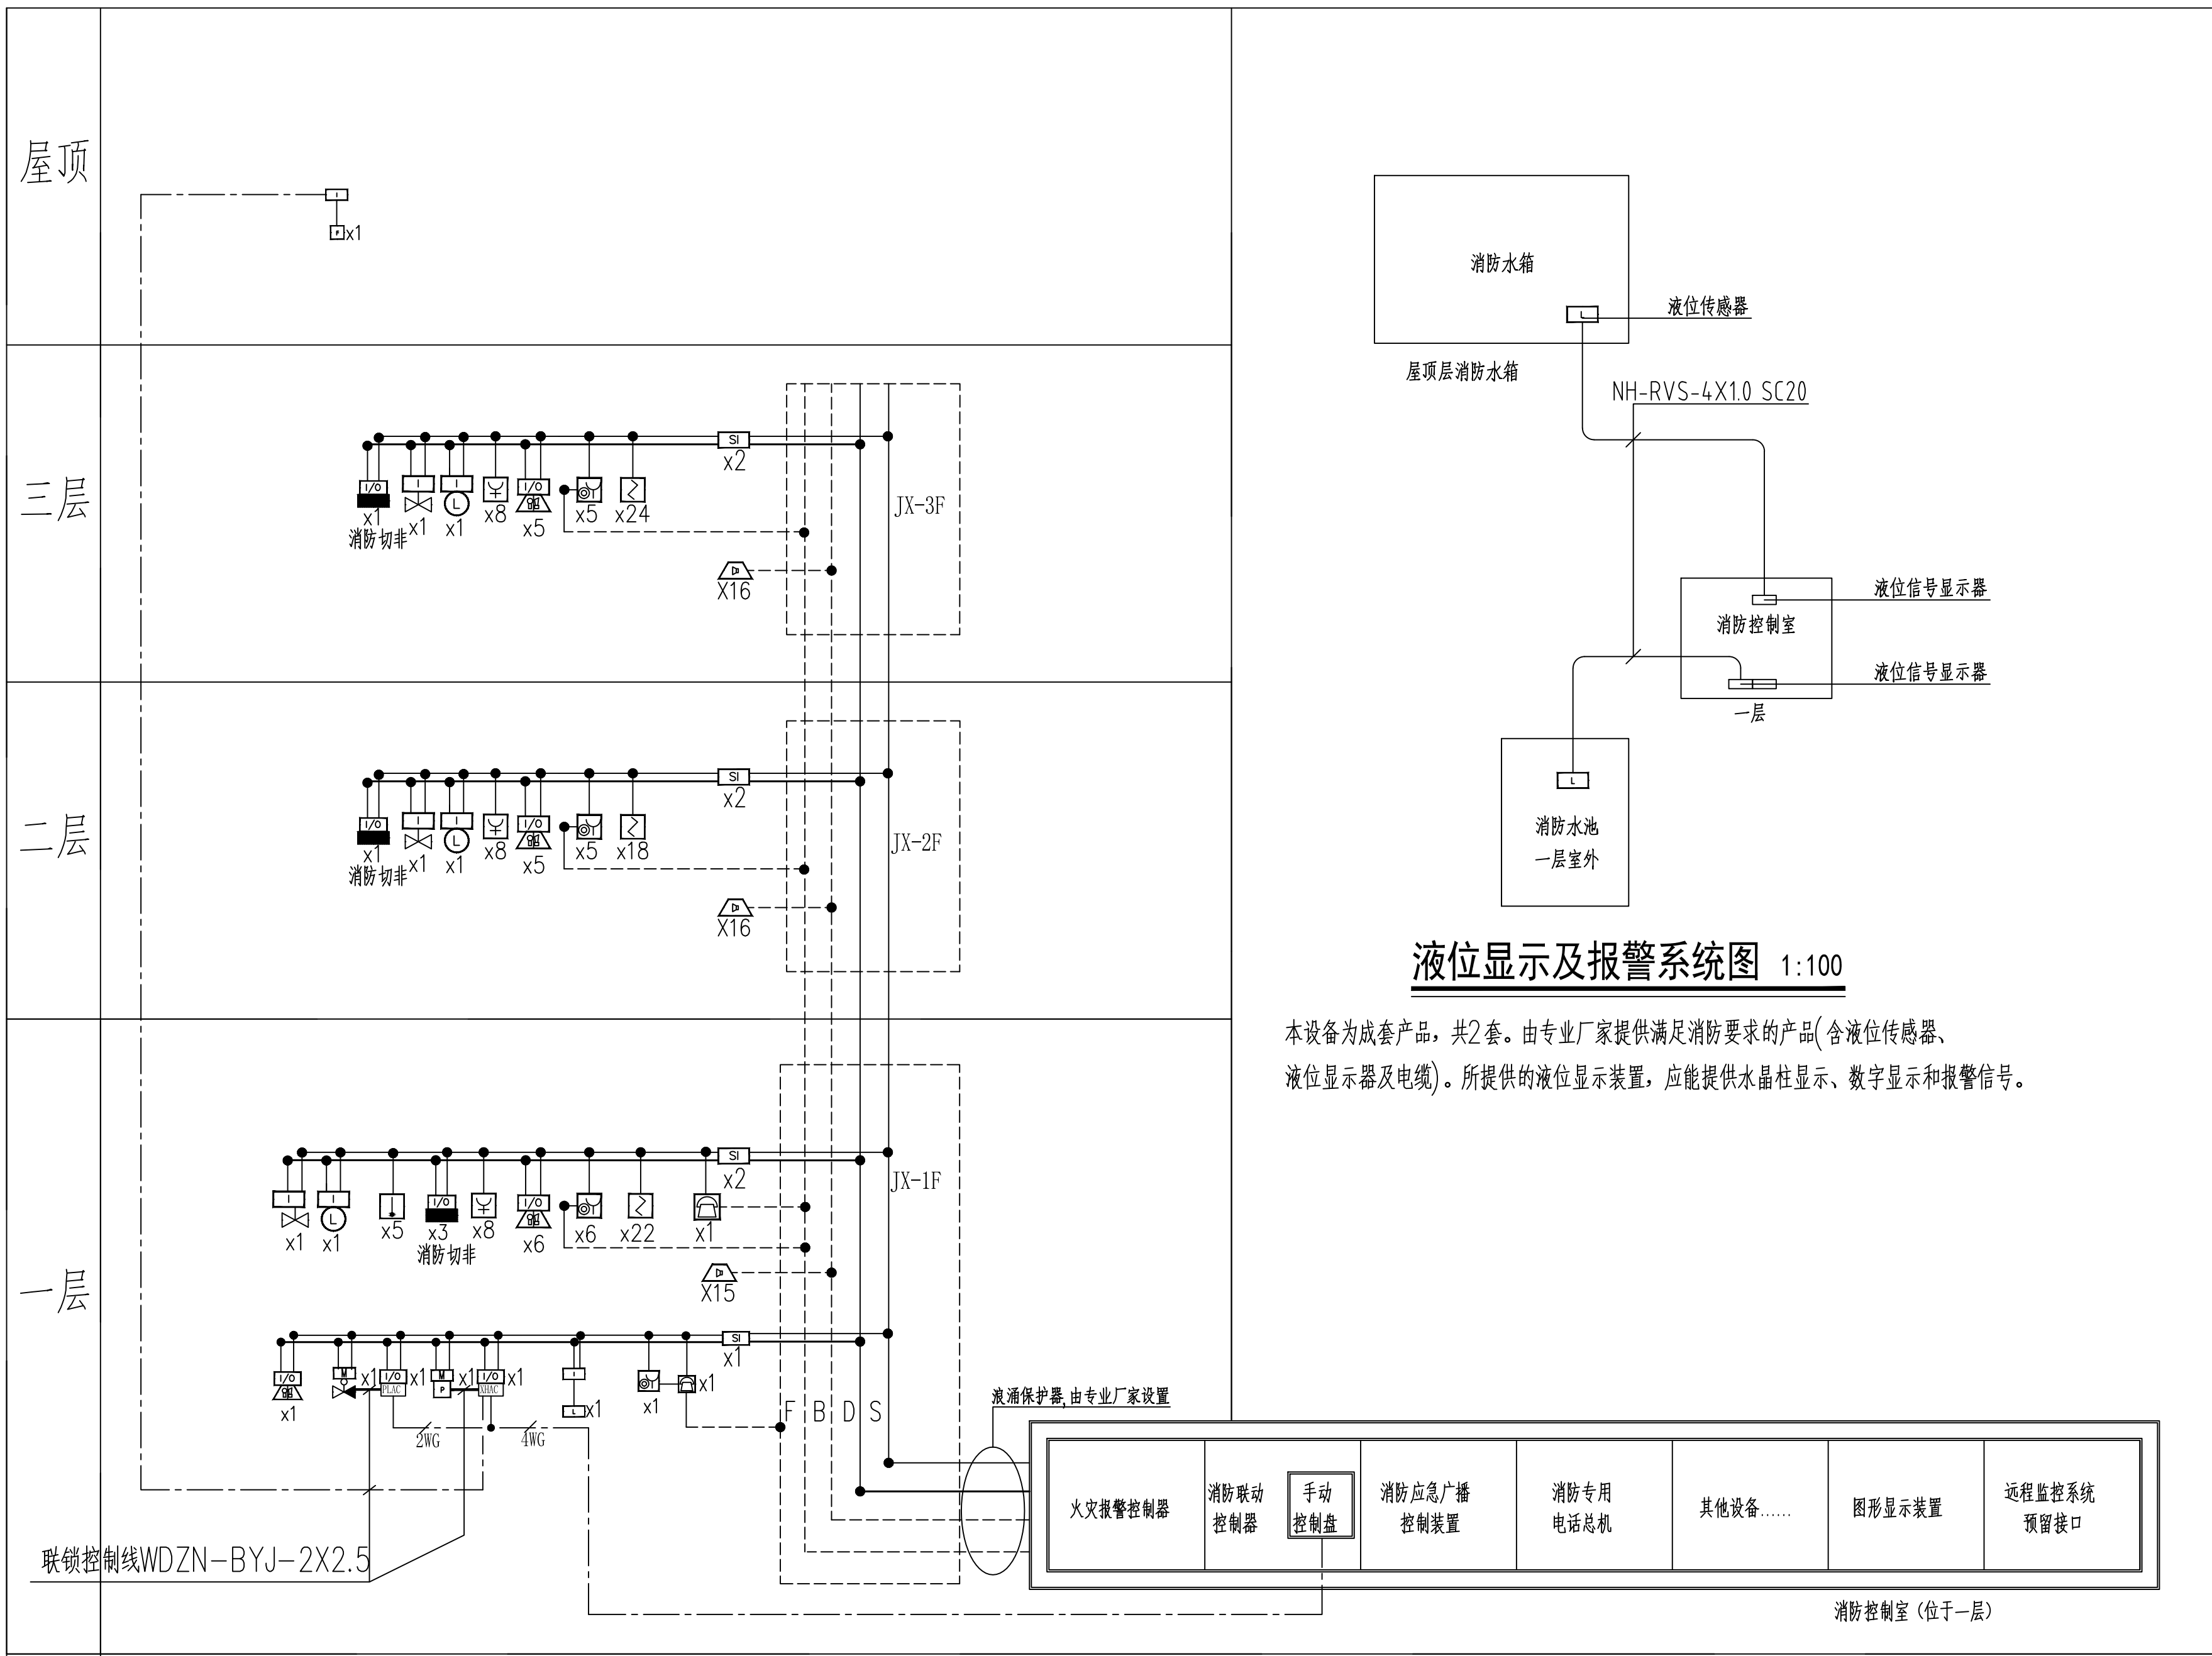 屋顶
I
F
x1
三层
SI
x2
JX-3F
I/O
I
I
I/O
L
x1
x1
x1
x8
x5
x5
x24
消防切非
X16
二层
SI
x2
JX-2F
I/O
I
I
I/O
L
x1
x1
x1
x8
x5
x5
x18
消防切非
X16
一层
SI
x2
JX-1F
I
I
I/O
I/O
L
x1
x1
x5
x3
x8
x6
x6
x22
x1
消防切非
X15
SI
x1
I/O
M
x1
I/O
x1
M
x1
I/O
x1
I
PLAC
P
XHAC
L
x1
x1
x1
x1
2WG
4WG
F B D S
联锁控制线WDZN-BYJ-2X2.5
浪涌保护器,由专业厂家设置
火灾报警控制器
消防联动
控制器
手动
控制盘
消防应急广播
控制装置
消防专用
电话总机
其他设备......
图形显示装置
远程监控系统
预留接口
消防控制室（位于一层）
消防水箱
L
液位传感器
屋顶层消防水箱
NH-RVS-4X1.0 SC20
液位信号显示器
消防控制室
液位信号显示器
一层
L
消防水池
一层室外
液位显示及报警系统图 1:100
本设备为成套产品，共2套。由专业厂家提供满足消防要求的产品(含液位传感器、
液位显示器及电缆)。所提供的液位显示装置，应能提供水晶柱显示、数字显示和报警信号。